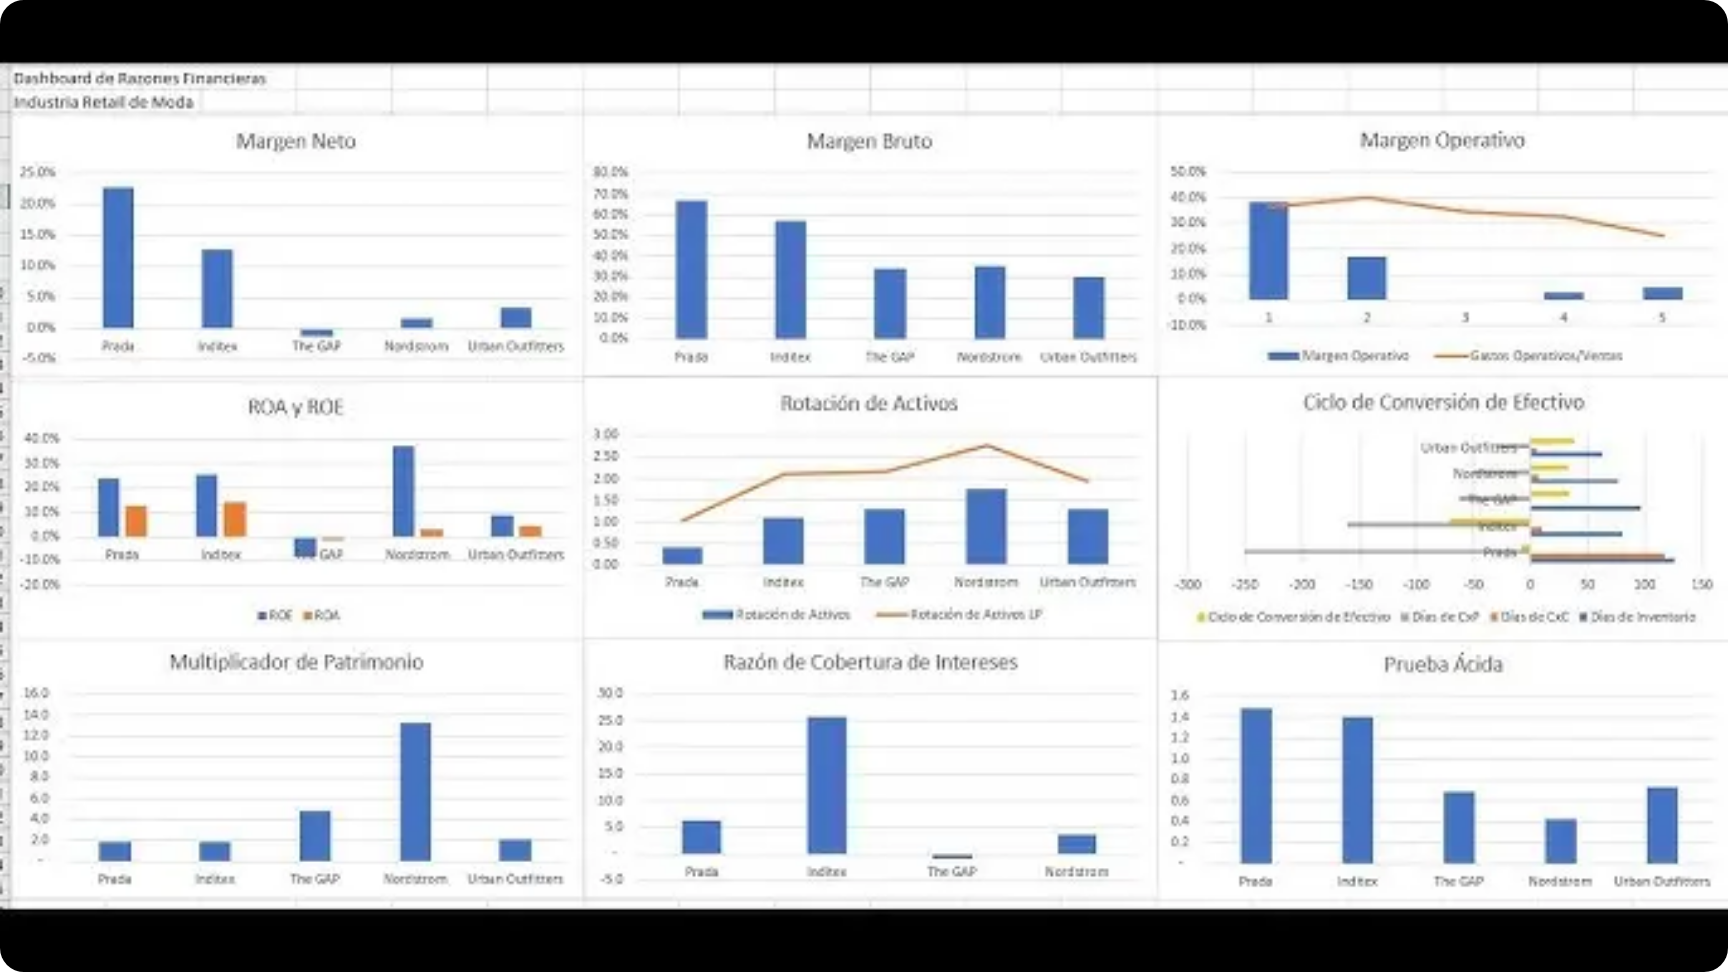 Dashboard de Razones Financieras
Industria Retail de Moda
Margen Neto
25.0%
20.0%
15.0%
10.0%
5.0%
0.0%
-5.0%
Prada Inditex The GAP Nordstrom Urban Outfitters
Margen Bruto
80.0%
70.0%
60.0%
50.0%
40.0%
30.0%
20.0%
10.0%
0.0%
Prada Inditex The GAP Nordstrom Urban Outfitters
Margen Operativo
50.0%
40.0%
30.0%
20.0%
10.0%
0.0%
-10.0%
1 2 3 4 5
Margen Operativo Gastos Operativos/Ventas
ROA y ROE
40.0%
30.0%
20.0%
10.0%
0.0%
-10.0%
-20.0%
Prada Inditex The GAP Nordstrom Urban Outfitters
ROE ROA
Rotación de Activos
3.00
2.50
2.00
1.50
1.00
0.50
0.00
Prada Inditex The GAP Nordstrom Urban Outfitters
Rotación de Activos Rotación de Activos LP
Ciclo de Conversión de Efectivo
Urban Outfitters
Nordstrom
The GAP
Inditex
Prada
-300 -250 -200 -150 -100 -50 0 50 100 150
Ciclo de Conversión de Efectivo Días de CxP Días de CxC Días de Inventario
Multiplicador de Patrimonio
16.0
14.0
12.0
10.0
8.0
6.0
4.0
2.0
-
Prada Inditex The GAP Nordstrom Urban Outfitters
Razón de Cobertura de Intereses
30.0
25.0
20.0
15.0
10.0
5.0
-
-5.0
Prada Inditex The GAP Nordstrom
Prueba Ácida
1.6
1.4
1.2
1.0
0.8
0.6
0.4
0.2
-
Prada Inditex The GAP Nordstrom Urban Outfitters